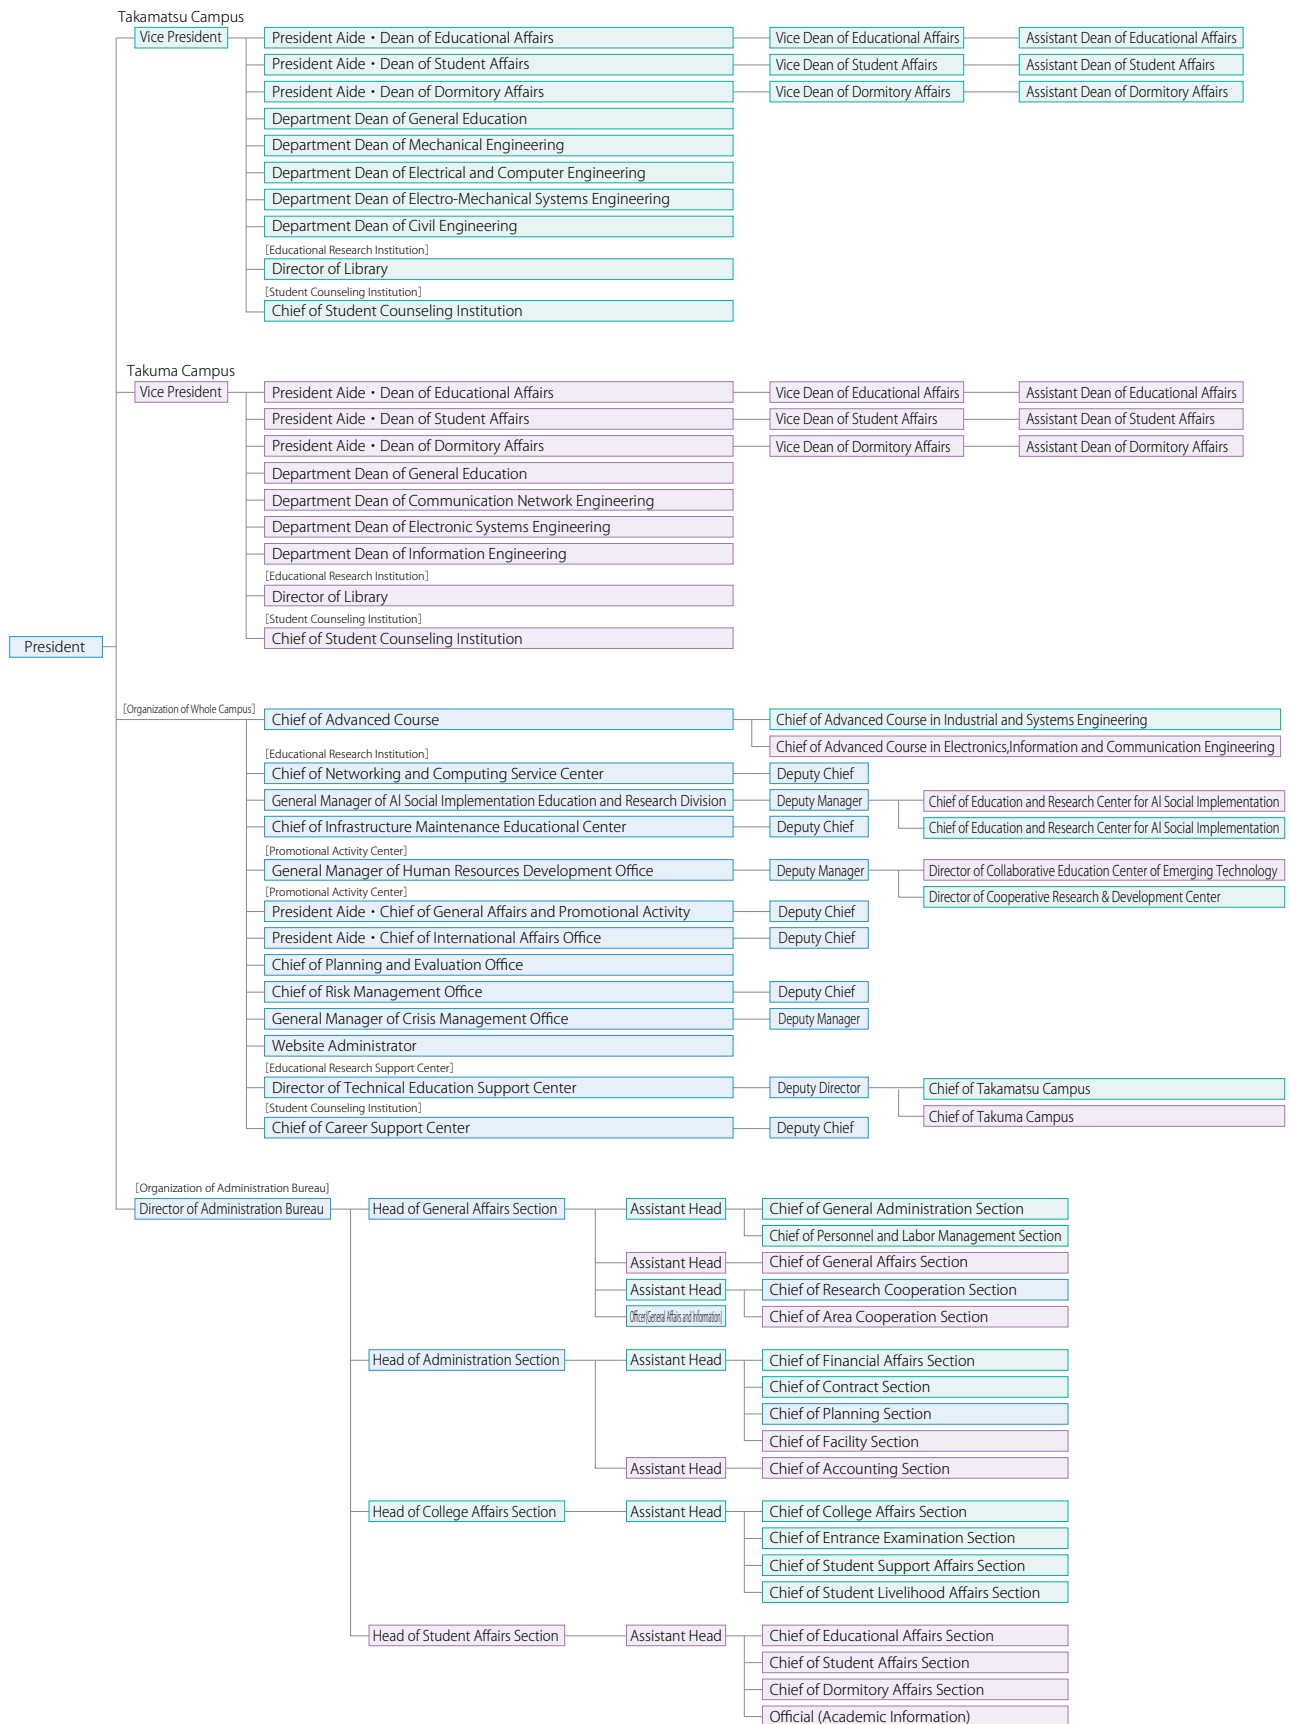 Takamatsu Campus
Vice President
President Aide・Dean of Educational Affairs
Vice Dean of Educational Affairs
Assistant Dean of Educational Affairs
President Aide・Dean of Student Affairs
Vice Dean of Student Affairs
Assistant Dean of Student Affairs
President Aide・Dean of Dormitory Affairs
Vice Dean of Dormitory Affairs
Assistant Dean of Dormitory Affairs
Department Dean of General Education
Department Dean of Mechanical Engineering
Department Dean of Electrical and Computer Engineering
Department Dean of Electro-Mechanical Systems Engineering
Department Dean of Civil Engineering
[Educational Research Institution]
Director of Library
[Student Counseling Institution]
Chief of Student Counseling Institution
Takuma Campus
Vice President
President Aide・Dean of Educational Affairs
Vice Dean of Educational Affairs
Assistant Dean of Educational Affairs
President Aide・Dean of Student Affairs
Vice Dean of Student Affairs
Assistant Dean of Student Affairs
President Aide・Dean of Dormitory Affairs
Vice Dean of Dormitory Affairs
Assistant Dean of Dormitory Affairs
Department Dean of General Education
Department Dean of Communication Network Engineering
Department Dean of Electronic Systems Engineering
Department Dean of Information Engineering
[Educational Research Institution]
Director of Library
[Student Counseling Institution]
Chief of Student Counseling Institution
President
[Organization of Whole Campus]
Chief of Advanced Course
Chief of Advanced Course in Industrial and Systems Engineering
Chief of Advanced Course in Electronics,Information and Communication Engineering
[Educational Research Institution]
Chief of Networking and Computing Service Center
Deputy Chief
General Manager of AI Social Implementation Education and Research Division
Deputy Manager
Chief of Education and Research Center for AI Social Implementation
Chief of Infrastructure Maintenance Educational Center
Deputy Chief
Chief of Education and Research Center for AI Social Implementation
[Promotional Activity Center]
General Manager of Human Resources Development Office
Deputy Manager
Director of Collaborative Education Center of Emerging Technology
[Promotional Activity Center]
Director of Cooperative Research & Development Center
President Aide・Chief of General Affairs and Promotional Activity
Deputy Chief
President Aide・Chief of International Affairs Office
Deputy Chief
Chief of Planning and Evaluation Office
Chief of Risk Management Office
Deputy Chief
General Manager of Crisis Management Office
Deputy Manager
Website Administrator
[Educational Research Support Center]
Director of Technical Education Support Center
Deputy Director
Chief of Takamatsu Campus
[Student Counseling Institution]
Chief of Takuma Campus
Chief of Career Support Center
Deputy Chief
[Organization of Administration Bureau]
Director of Administration Bureau
Head of General Affairs Section
Assistant Head
Chief of General Administration Section
Chief of Personnel and Labor Management Section
Assistant Head
Chief of General Affairs Section
Assistant Head
Chief of Research Cooperation Section
Officer(General Affairs and Information)
Chief of Area Cooperation Section
Head of Administration Section
Assistant Head
Chief of Financial Affairs Section
Chief of Contract Section
Chief of Planning Section
Chief of Facility Section
Assistant Head
Chief of Accounting Section
Head of College Affairs Section
Assistant Head
Chief of College Affairs Section
Chief of Entrance Examination Section
Chief of Student Support Affairs Section
Chief of Student Livelihood Affairs Section
Head of Student Affairs Section
Assistant Head
Chief of Educational Affairs Section
Chief of Student Affairs Section
Chief of Dormitory Affairs Section
Official (Academic Information)